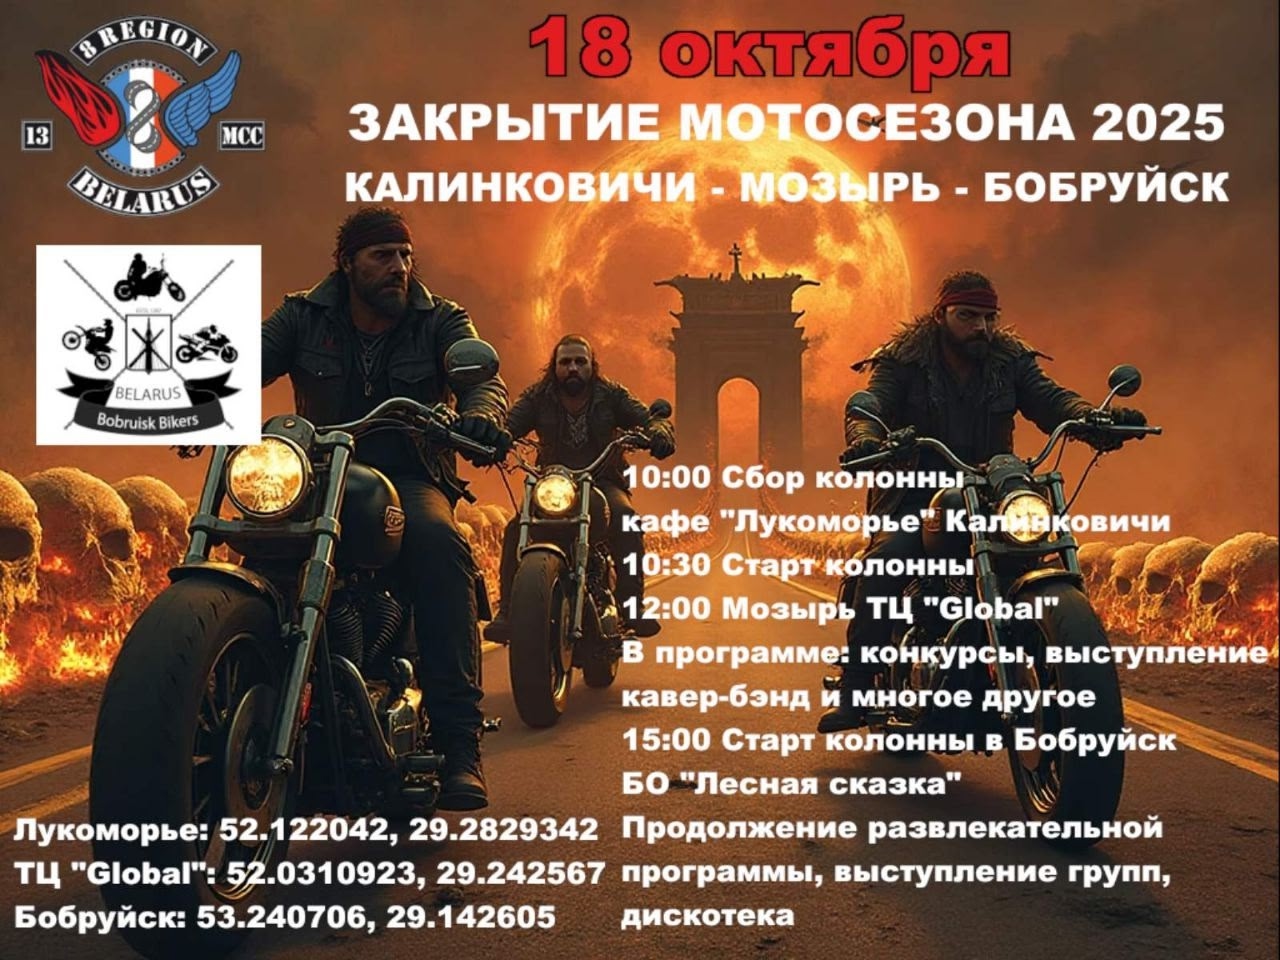 8 REGION
13
MCC
BELARUS
18 октября
ЗАКРЫТИЕ МОТОСЕЗОНА 2025
КАЛИНКОВИЧИ - МОЗЫРЬ - БОБРУЙСК
BELARUS
Bobruisk Bikers
10:00 Сбор колонны
кафе "Лукоморье" Калинковичи
10:30 Старт колонны
12:00 Мозырь ТЦ "Global"
В программе: конкурсы, выступление
кавер-бэнд и многое другое
15:00 Старт колонны в Бобруйск
БО "Лесная сказка"
Продолжение развлекательной
программы, выступление групп,
дискотека
Лукоморье: 52.122042, 29.2829342
ТЦ "Global": 52.0310923, 29.242567
Бобруйск: 53.240706, 29.142605